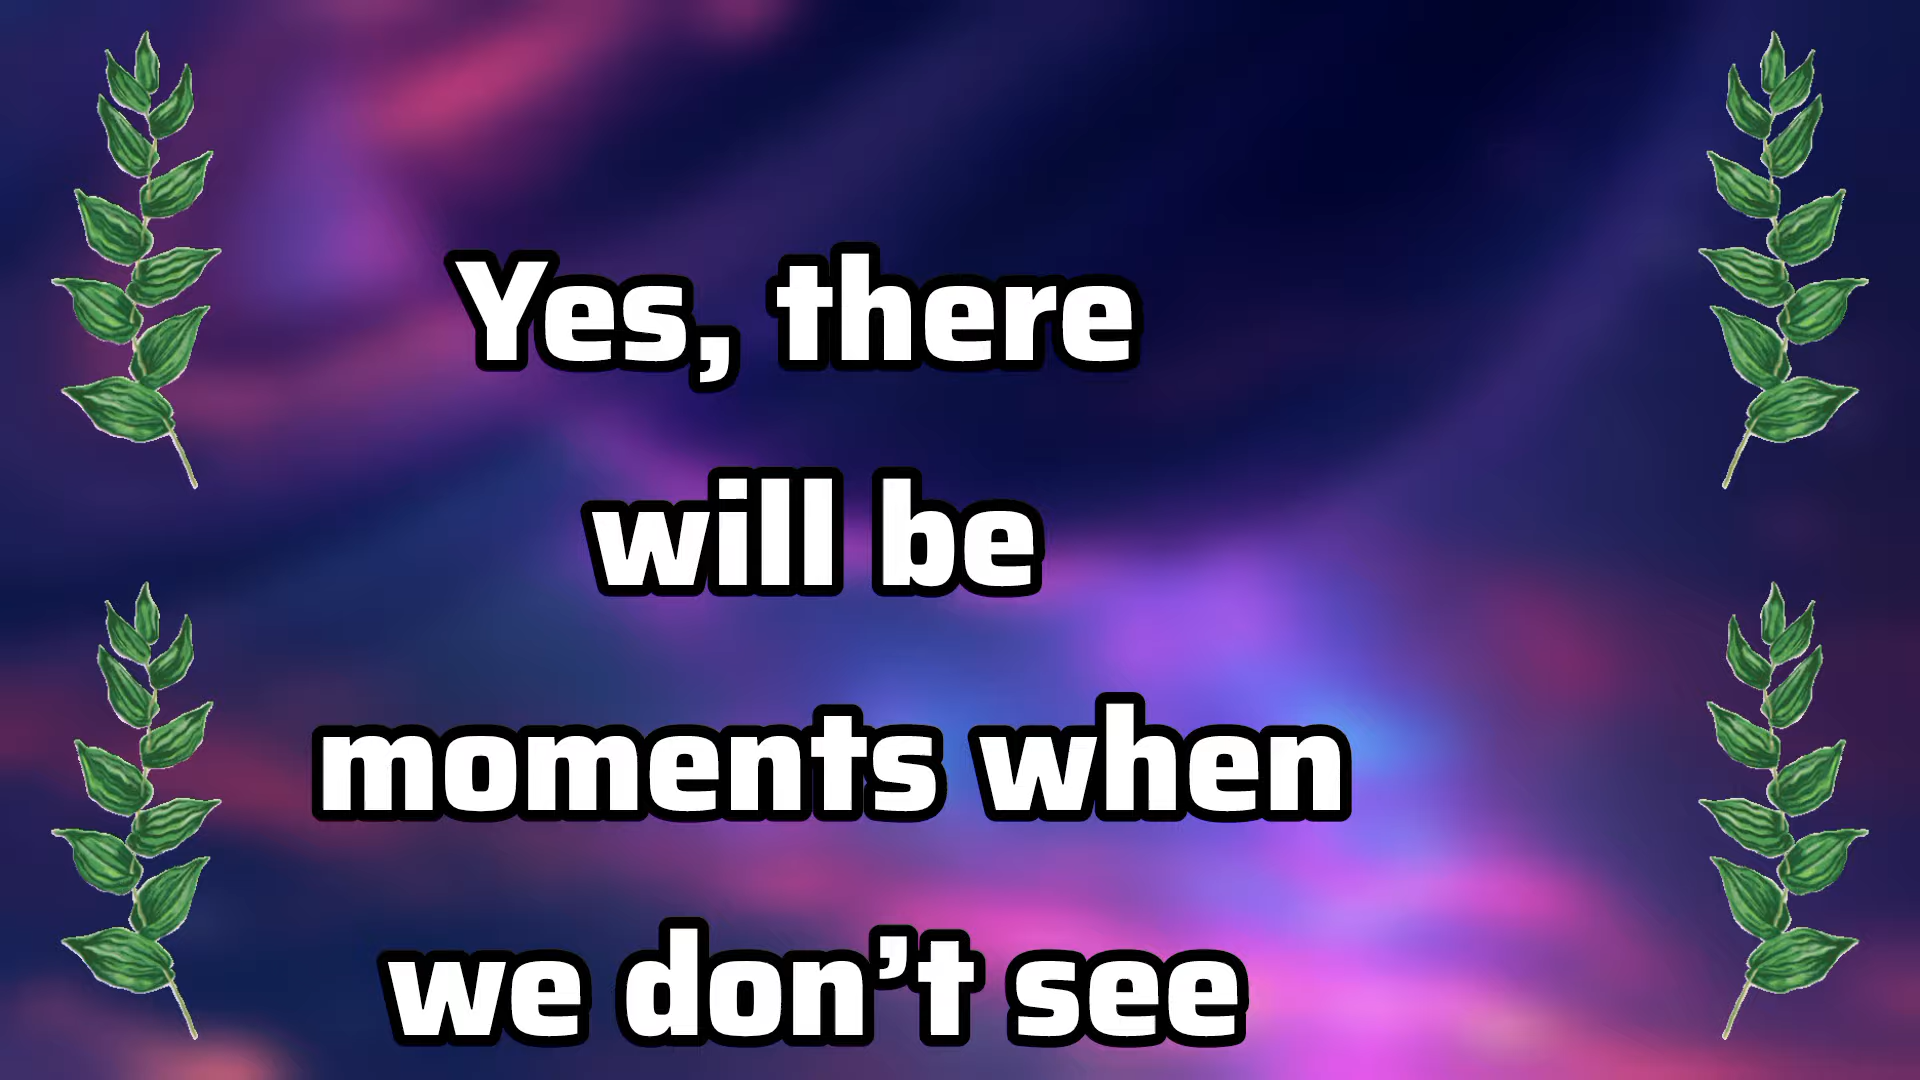 Yes, there
will be
moments when
we don’t see